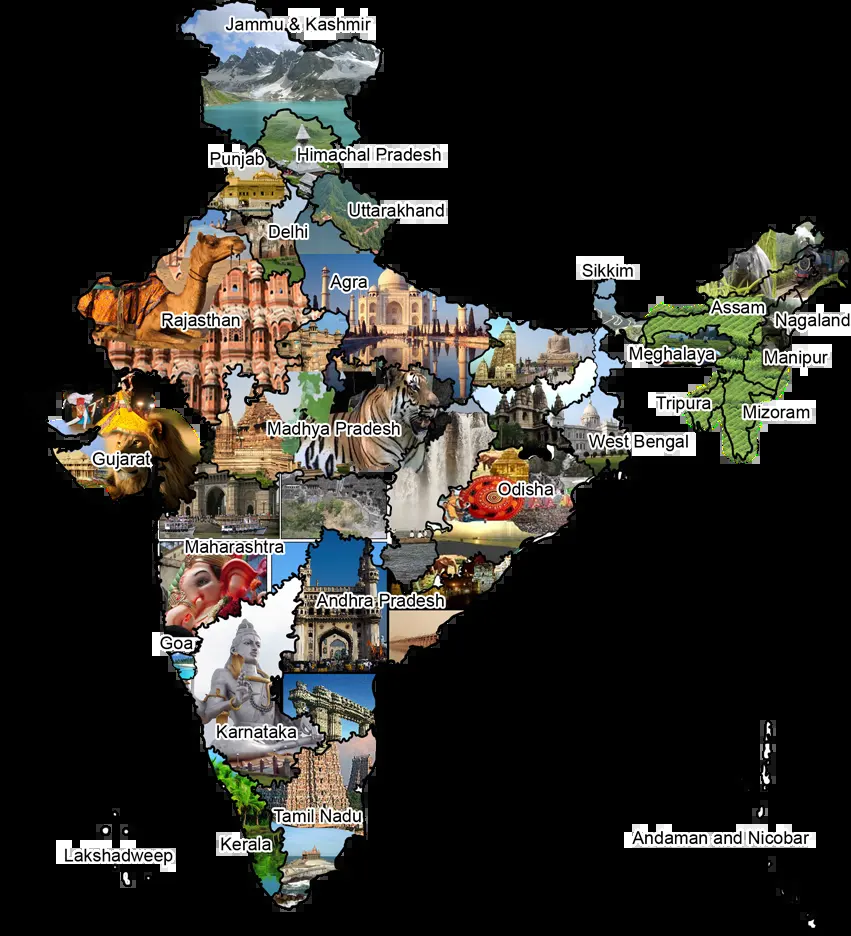 Jammu & Kashmir
Punjab
Himachal Pradesh
Uttarakhand
Delhi
Sikkim
Agra
Assam
Rajasthan
Nagaland
Meghalaya
Manipur
Tripura
Mizoram
Madhya Pradesh
West Bengal
Gujarat
Odisha
Maharashtra
Andhra Pradesh
Goa
Karnataka
Tamil Nadu
Kerala
Andaman and Nicobar
Lakshadweep